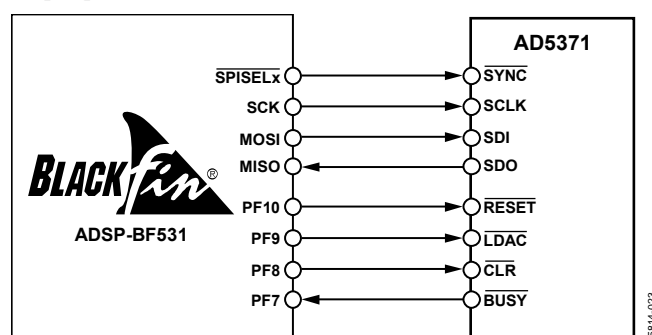 AD5371
SPISELx SYNC
SCK SCLK
MOSI SDI
MISO SDO
BLACKfin®
PF10 RESET
ADSP-BF531
PF9 LDAC
PF8 CLR
PF7 BUSY